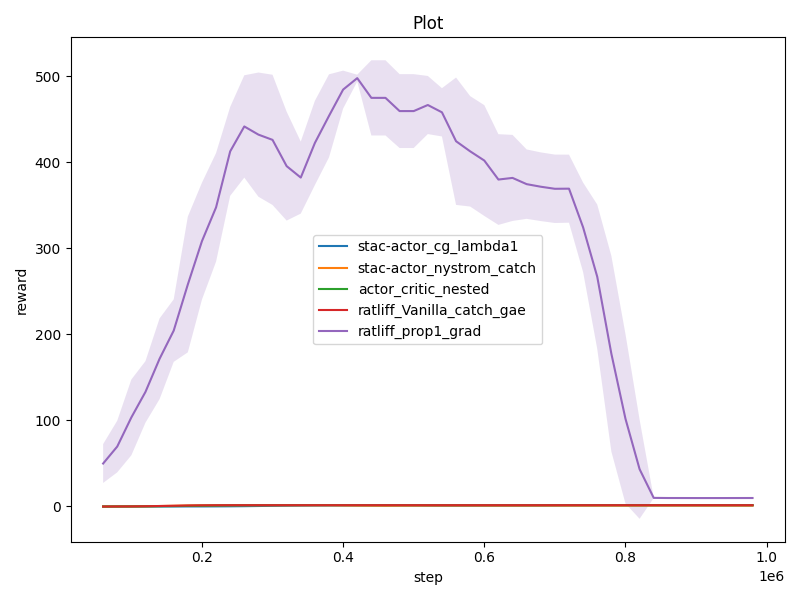 Plot
reward
500
400
300
200
100
0
stac-actor_cg_lambda1
stac-actor_nystrom_catch
actor_critic_nested
ratliff_Vanilla_catch_gae
ratliff_prop1_grad
0.2
0.4
0.6
0.8
1.0
1e6
step